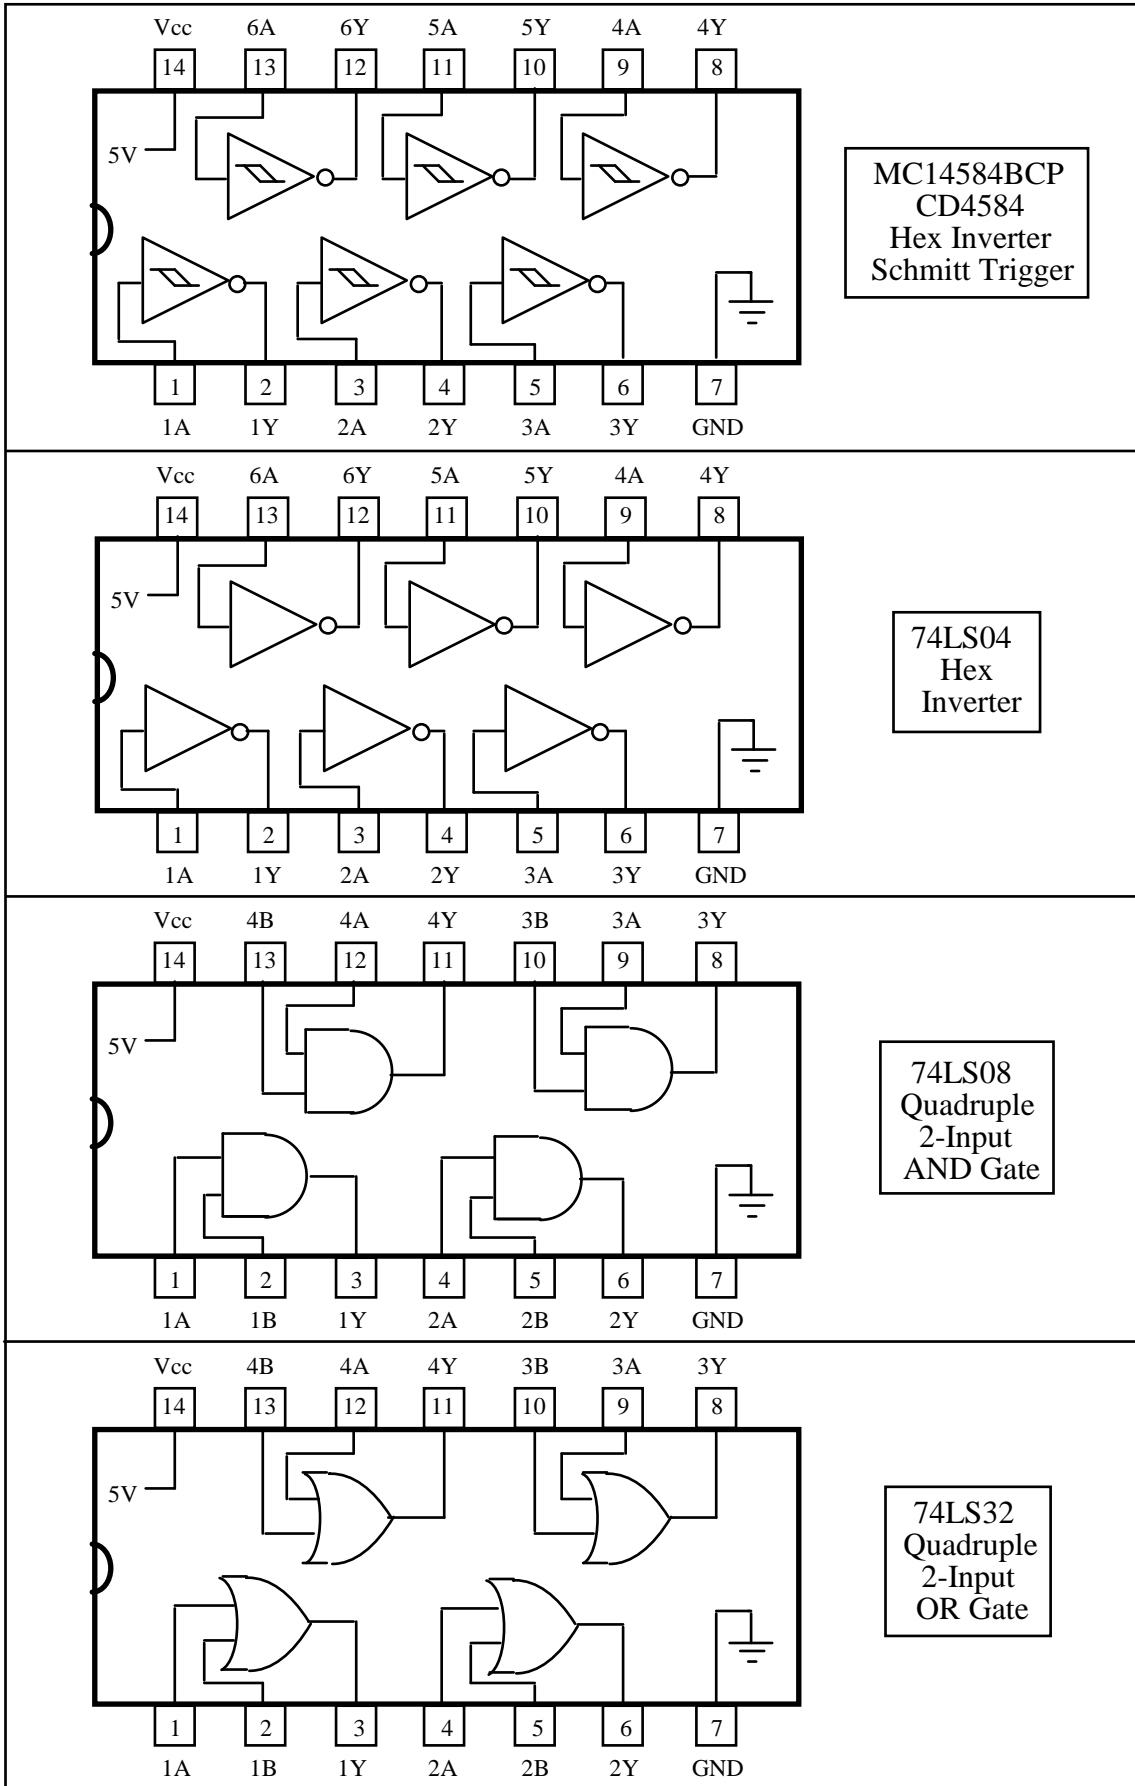 Vcc 6A 6Y 5A 5Y 4A 4Y
14 13 12 11 10 9 8
5V
MC14584BCP
CD4584
Hex Inverter
Schmitt Trigger
1 2 3 4 5 6 7
1A 1Y 2A 2Y 3A 3Y GND
Vcc 6A 6Y 5A 5Y 4A 4Y
14 13 12 11 10 9 8
5V
74LS04
Hex
Inverter
1 2 3 4 5 6 7
1A 1Y 2A 2Y 3A 3Y GND
Vcc 4B 4A 4Y 3B 3A 3Y
14 13 12 11 10 9 8
5V
74LS08
Quadruple
2-Input
AND Gate
1 2 3 4 5 6 7
1A 1B 1Y 2A 2B 2Y GND
Vcc 4B 4A 4Y 3B 3A 3Y
14 13 12 11 10 9 8
5V
74LS32
Quadruple
2-Input
OR Gate
1 2 3 4 5 6 7
1A 1B 1Y 2A 2B 2Y GND